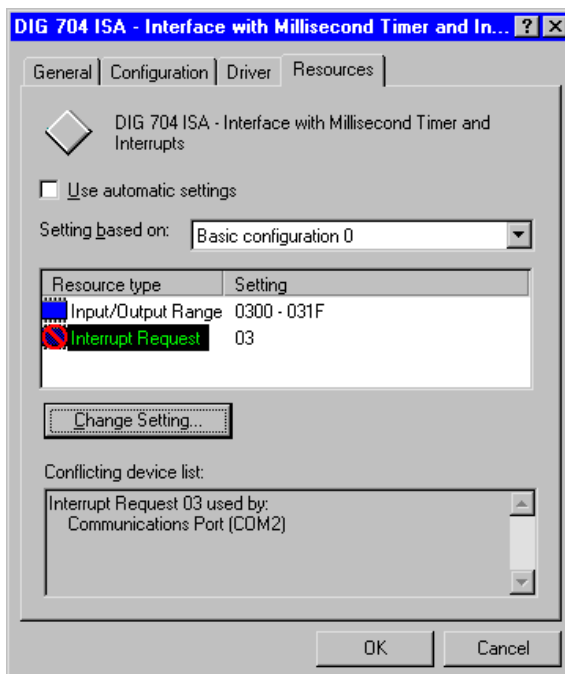 DIG 704 ISA - Interface with Millisecond Timer and In...
General Configuration Driver Resources
DIG 704 ISA - Interface with Millisecond Timer and
Interrupts
Use automatic settings
Setting based on: Basic configuration 0
Resource type Setting
Input/Output Range 0300 - 031F
Interrupt Request 03
Change Setting...
Conflicting device list:
Interrupt Request 03 used by:
Communications Port (COM2)
OK Cancel